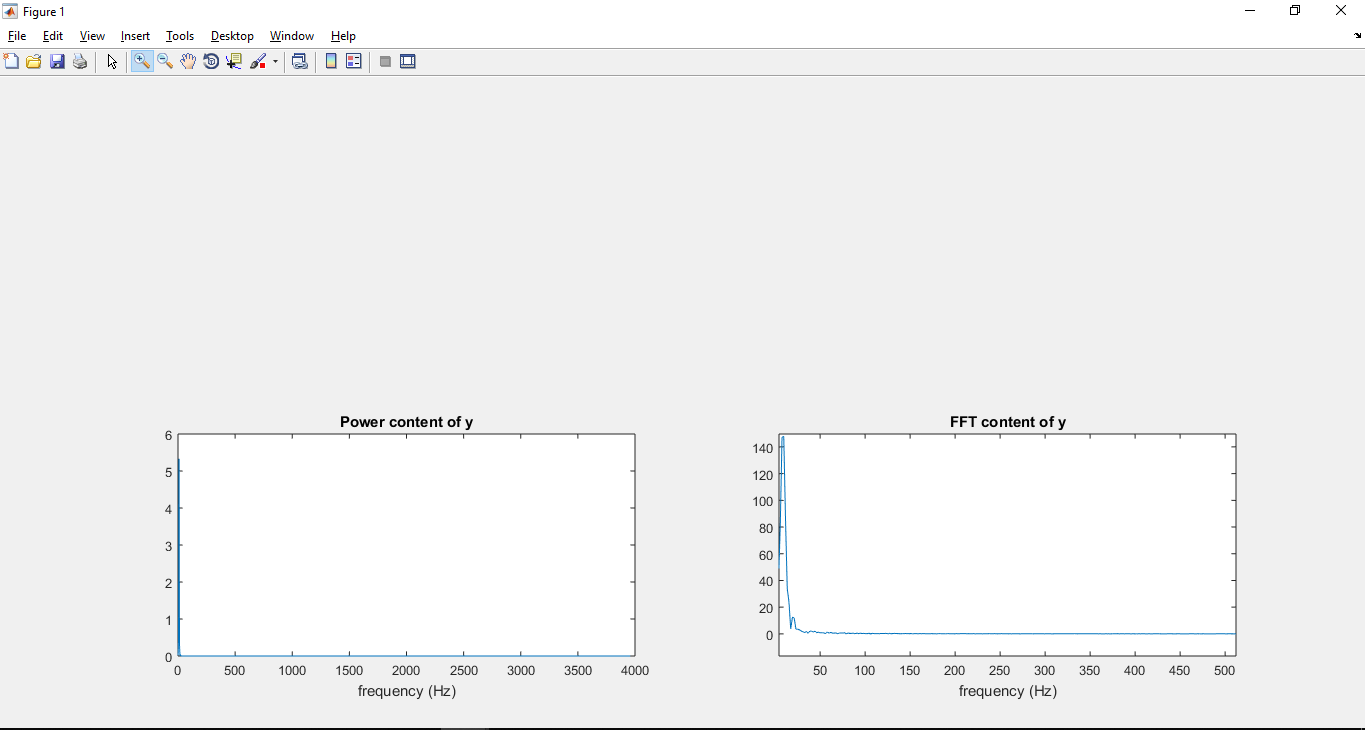 Figure 1
File Edit View Insert Tools Desktop Window Help
Power content of y
6
5
4
3
2
1
0
0 500 1000 1500 2000 2500 3000 3500 4000
frequency (Hz)
FFT content of y
140
120
100
80
60
40
20
0
50 100 150 200 250 300 350 400 450 500
frequency (Hz)